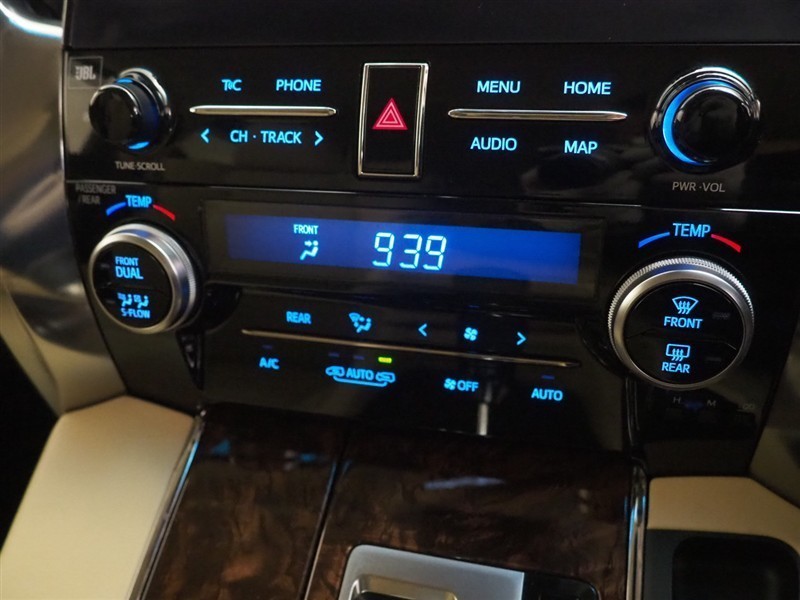 JBL
T&C PHONE
CH · TRACK
TUNE·SCROLL
MENU HOME
AUDIO MAP
PWR·VOL
PASSENGER
/REAR
TEMP
FRONT
DUAL
S-FLOW
FRONT
939
TEMP
FRONT
REAR
REAR
A/C
AUTO
OFF
AUTO
H M